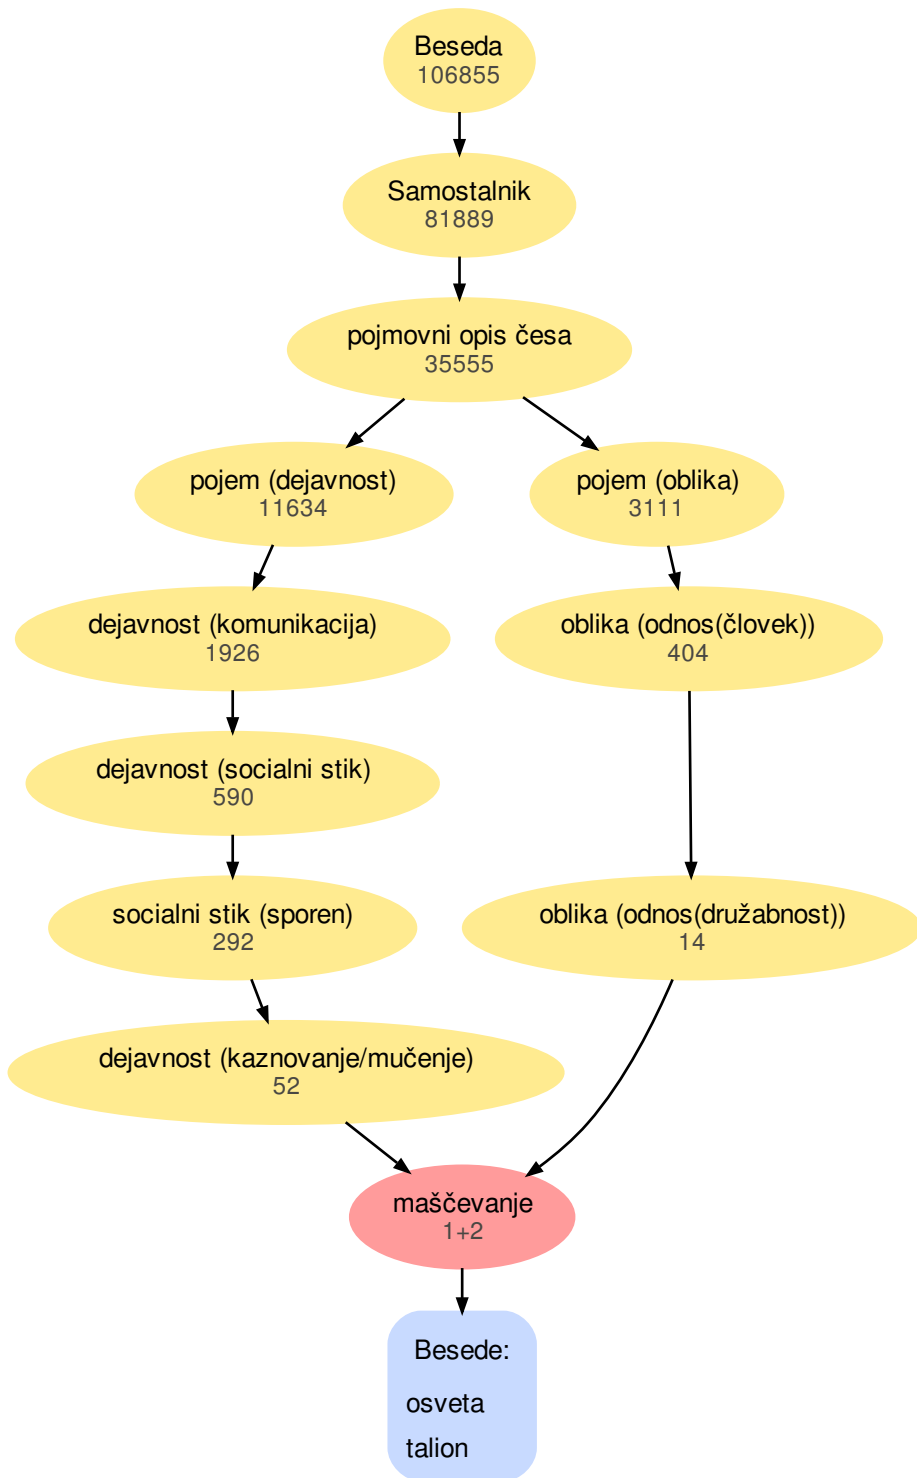 Beseda
106855
Samostalnik
81889
pojmovni opis česa
35555
pojem (dejavnost)
11634
pojem (oblika)
3111
dejavnost (komunikacija)
1926
oblika (odnos(človek))
404
dejavnost (socialni stik)
590
socialni stik (sporen)
292
oblika (odnos(družabnost))
14
dejavnost (kaznovanje/mučenje)
52
maščevanje
1+2
Besede:
osveta
talion